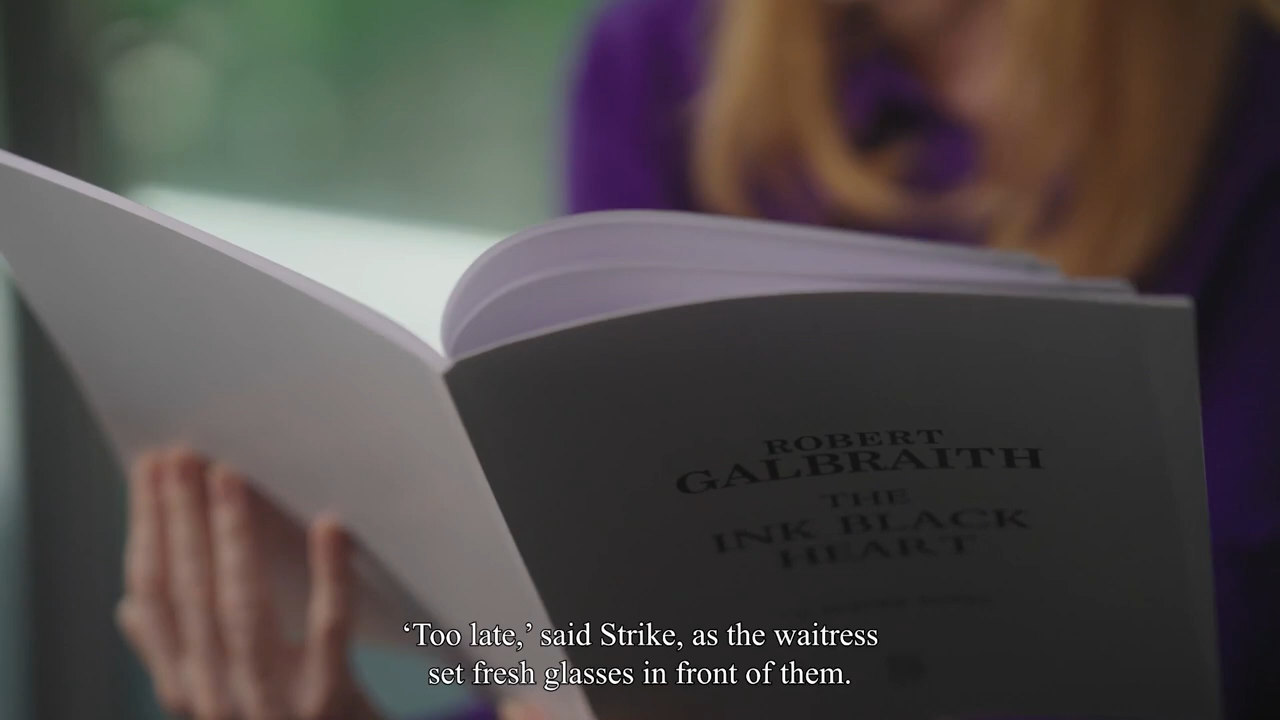 ROBERT
GALBRAITH
THE
INK BLACK
HEART
‘Too late,’ said Strike, as the waitress
set fresh glasses in front of them.